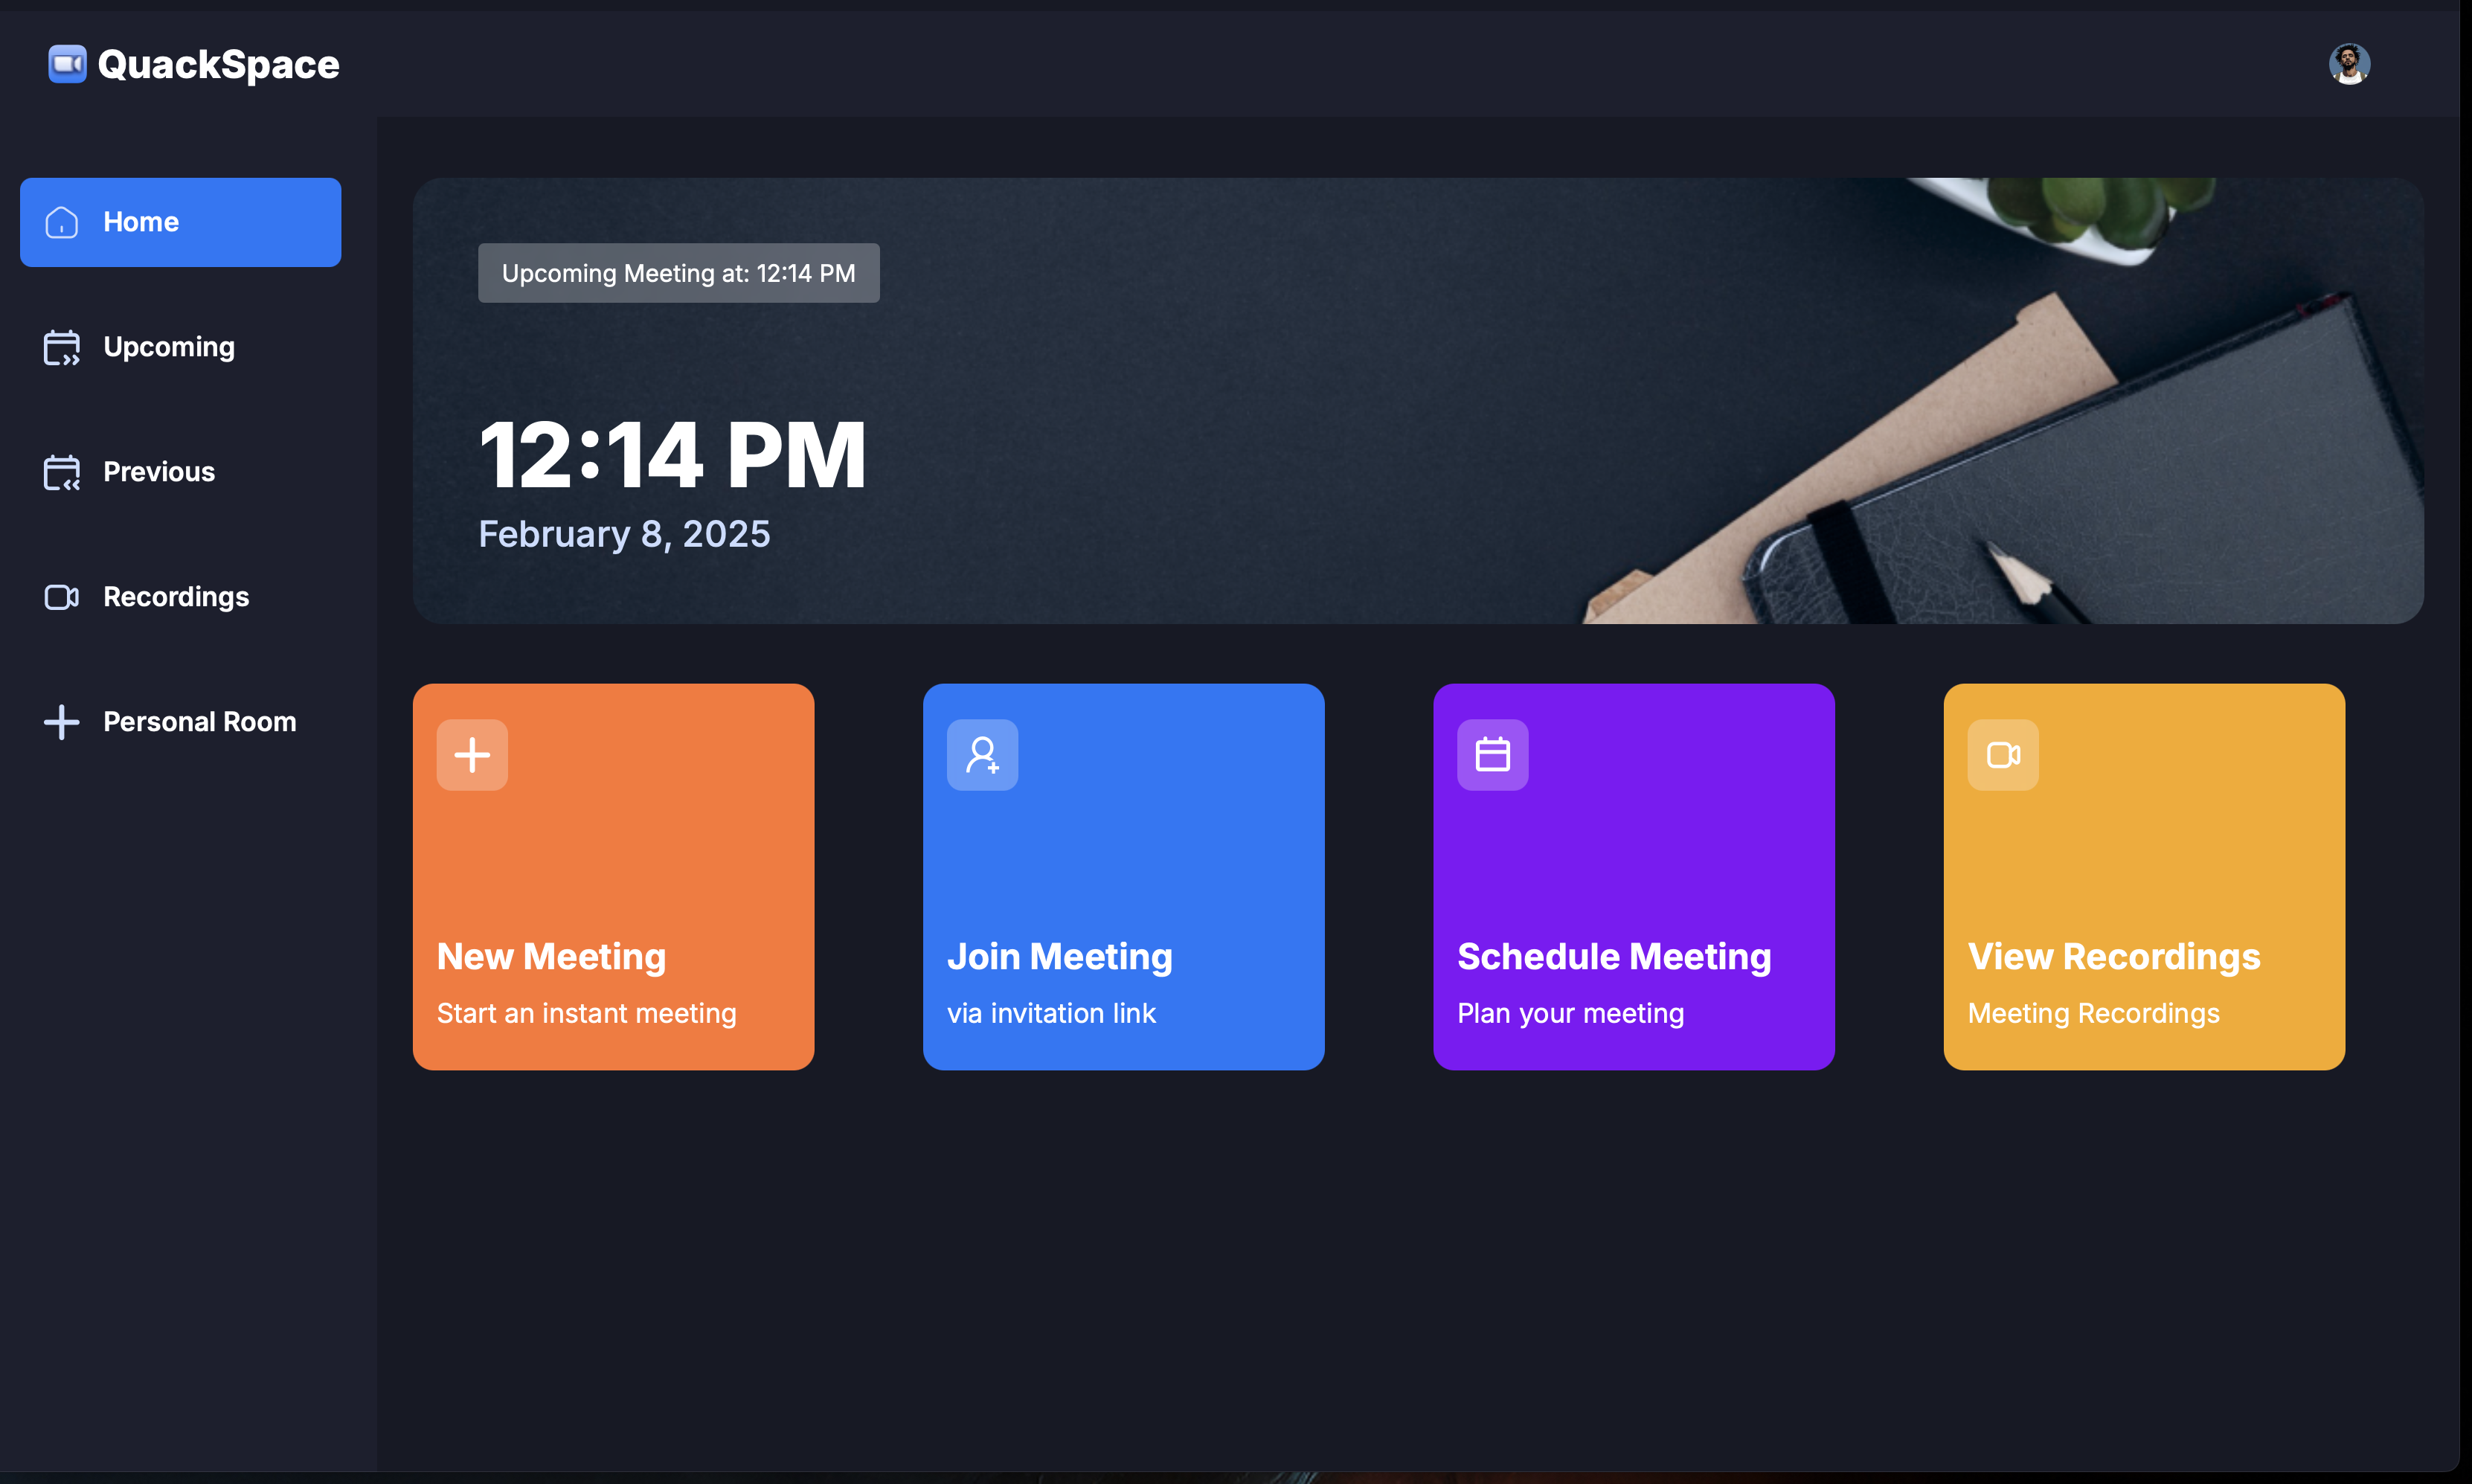 QuackSpace
Home
Upcoming
Previous
Recordings
Personal Room
Upcoming Meeting at: 12:14 PM
12:14 PM
February 8, 2025
New Meeting
Start an instant meeting
Join Meeting
via invitation link
Schedule Meeting
Plan your meeting
View Recordings
Meeting Recordings